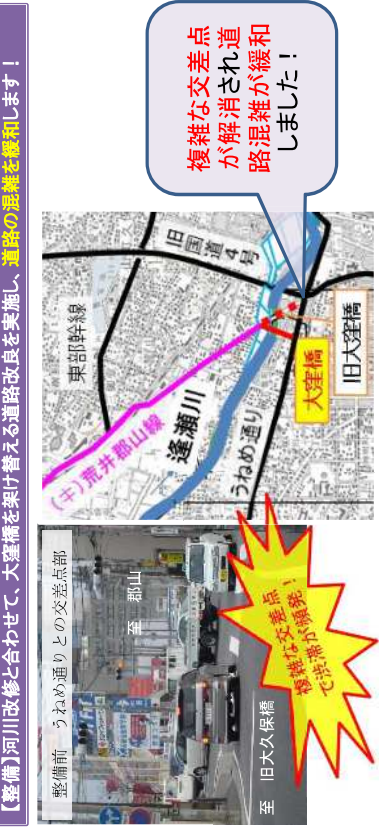 【整備】河川改修と合わせて、大窪橋を架け替える道路改良を実施し、道路の混雑を緩和します！
整備前　うねめ通りとの交差点部
至　郡山
至　旧大久保橋
複雑な交差点
で渋滞が頻発！
東部幹線
旧国道4号
(主)荒井郡山線
逢瀬川
うねめ通り
大窪橋
旧大窪橋
複雑な交差点
が解消され道
路混雑が緩和
しました！